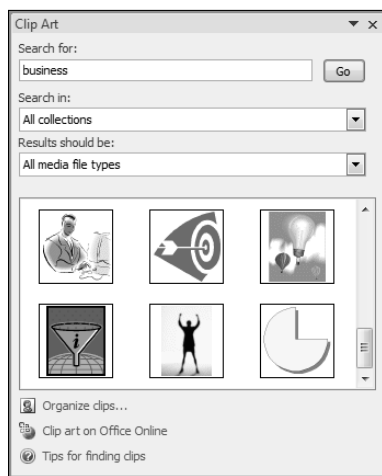 Clip Art
Search for:
business
Go
Search in:
All collections
Results should be:
All media file types
i
Organize clips...
Clip art on Office Online
Tips for finding clips